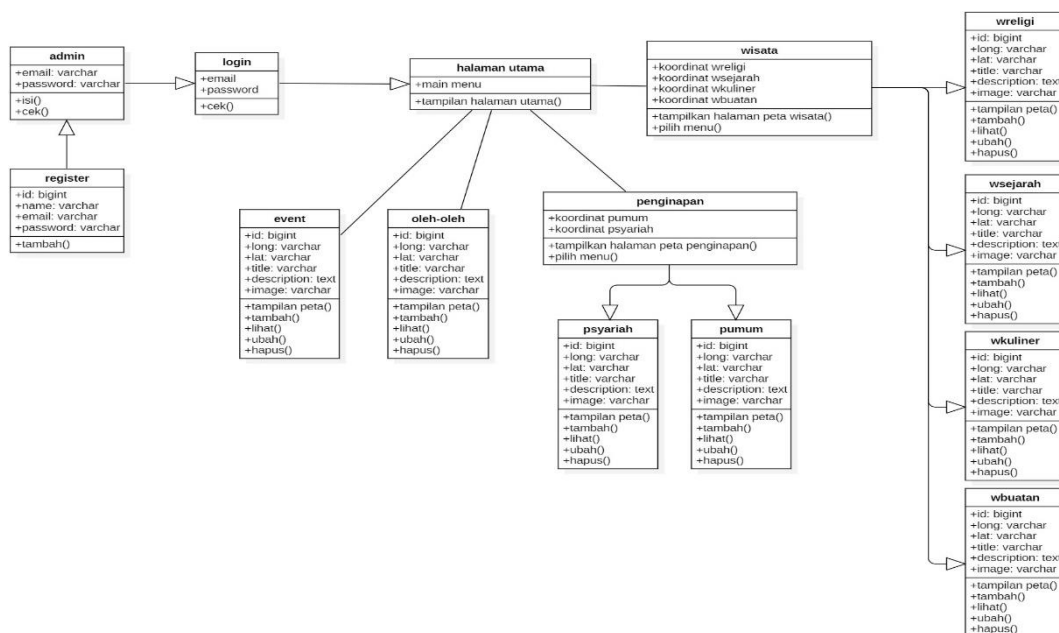 admin
+email: varchar
+password: varchar
+isi()
+cek()
register
+id: bigint
+name: varchar
+email: varchar
+password: varchar
+tambah()
login
+email
+password
+cek()
halaman utama
+main menu
+tampilan halaman utama()
wisata
+koordinat wreligi
+koordinat wsejarah
+koordinat wkuliner
+koordinat wbuatan
+tampilkan halaman peta wisata()
+pilih menu()
event
+id: bigint
+long: varchar
+lat: varchar
+title: varchar
+description: text
+image: varchar
+tampilan peta()
+tambah()
+lihat()
+ubah()
+hapus()
oleh-oleh
+id: bigint
+long: varchar
+lat: varchar
+title: varchar
+description: text
+image: varchar
+tampilan peta()
+tambah()
+lihat()
+ubah()
+hapus()
penginapan
+koordinat pumum
+koordinat psyariah
+tampilkan halaman peta penginapan()
+pilih menu()
psyariah
+id: bigint
+long: varchar
+lat: varchar
+title: varchar
+description: text
+image: varchar
+tampilan peta()
+tambah()
+lihat()
+ubah()
+hapus()
pumum
+id: bigint
+long: varchar
+lat: varchar
+title: varchar
+description: text
+image: varchar
+tampilan peta()
+tambah()
+lihat()
+ubah()
+hapus()
wreligi
+id: bigint
+long: varchar
+lat: varchar
+title: varchar
+description: text
+image: varchar
+tampilan peta()
+tambah()
+lihat()
+ubah()
+hapus()
wsejarah
+id: bigint
+long: varchar
+lat: varchar
+title: varchar
+description: text
+image: varchar
+tampilan peta()
+tambah()
+lihat()
+ubah()
+hapus()
wkuliner
+id: bigint
+long: varchar
+lat: varchar
+title: varchar
+description: text
+image: varchar
+tampilan peta()
+tambah()
+lihat()
+ubah()
+hapus()
wbuatan
+id: bigint
+long: varchar
+lat: varchar
+title: varchar
+description: text
+image: varchar
+tampilan peta()
+tambah()
+lihat()
+ubah()
+hapus()